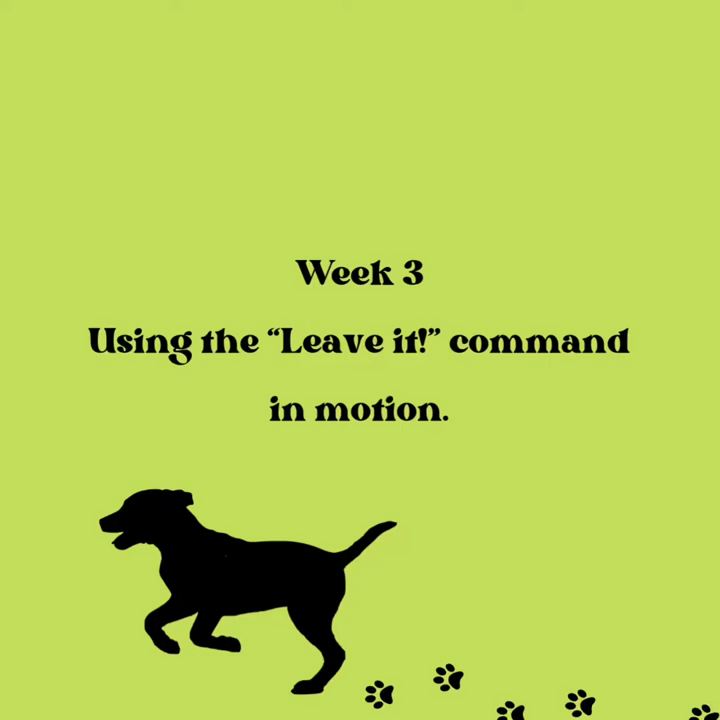 Week 3
Using the “Leave it!” command
in motion.